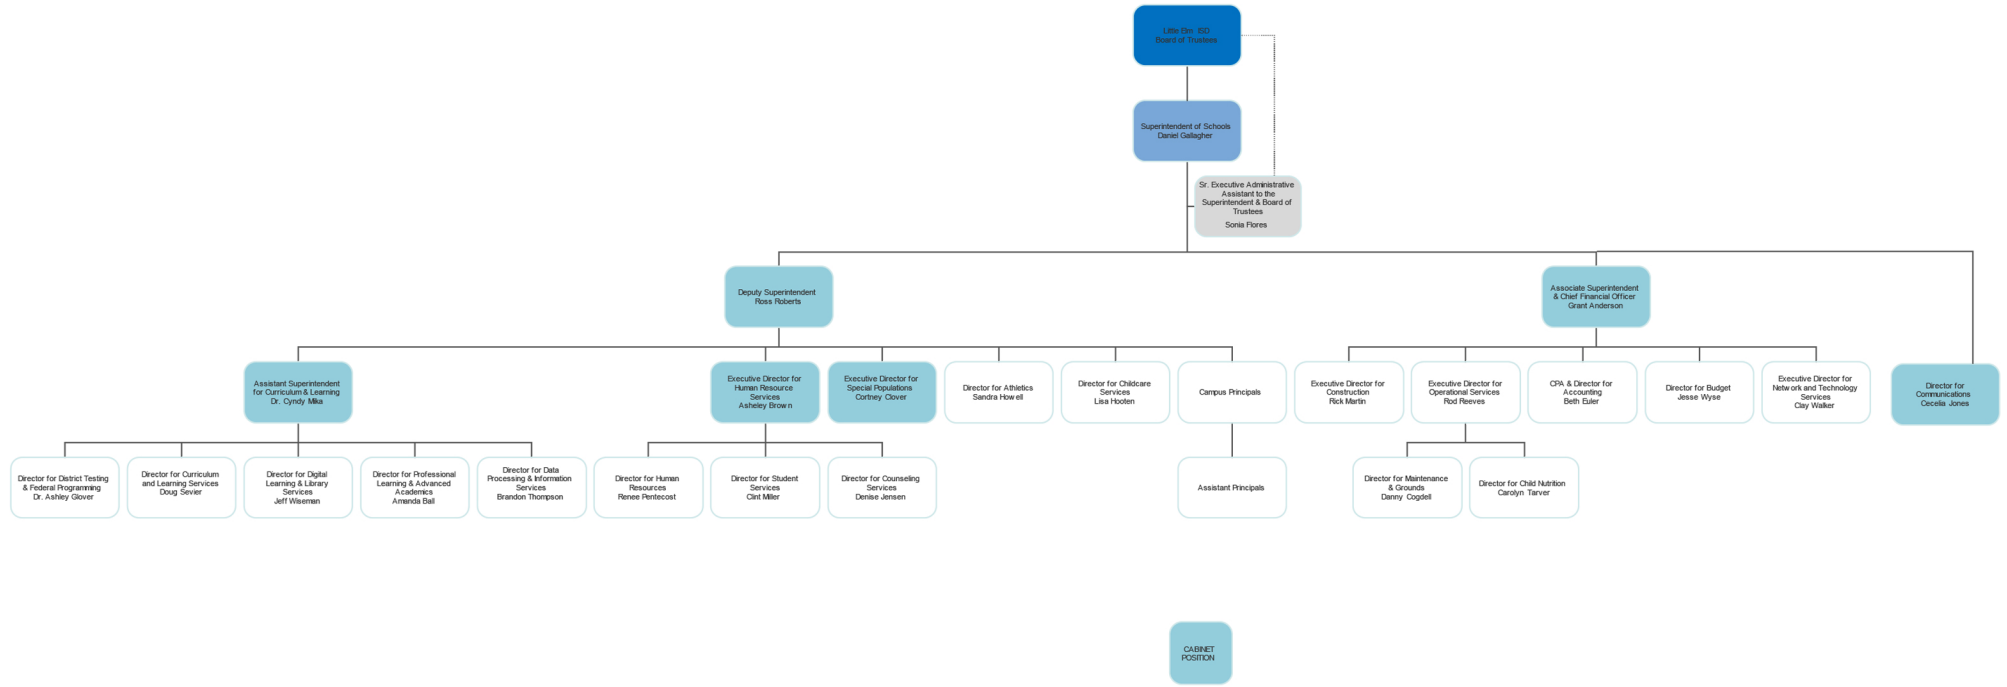 Little Elm ISD
Board of Trustees
Superintendent of Schools
Daniel Gallagher
Sr. Executive Administrative
Assistant to the
Superintendent & Board of
Trustees
Sonia Flores
Deputy Superintendent
Ross Roberts
Associate Superintendent
& Chief Financial Officer
Grant Anderson
Assistant Superintendent
for Curriculum & Learning
Dr. Cyndy Mika
Executive Director for
Human Resource
Services
Asheley Brown
Executive Director for
Special Populations
Cortney Clover
Director for Athletics
Sandra Howell
Director for Childcare
Services
Lisa Hooten
Campus Principals
Executive Director for
Construction
Rick Martin
Executive Director for
Operational Services
Rod Reeves
CPA & Director for
Accounting
Beth Euler
Director for Budget
Jesse Wyse
Executive Director for
Network and Technology
Services
Clay Walker
Director for
Communications
Cecelia Jones
Director for District Testing
& Federal Programming
Dr. Ashley Glover
Director for Curriculum
and Learning Services
Doug Sevier
Director for Digital
Learning & Library
Services
Jeff Wiseman
Director for Professional
Learning & Advanced
Academics
Amanda Ball
Director for Data
Processing & Information
Services
Brandon Thompson
Director for Human
Resources
Renee Pentecost
Director for Student
Services
Clint Miller
Director for Counseling
Services
Denise Jensen
Assistant Principals
Director for Maintenance
& Grounds
Danny Cogdell
Director for Child Nutrition
Carolyn Tarver
CABINET
POSITION